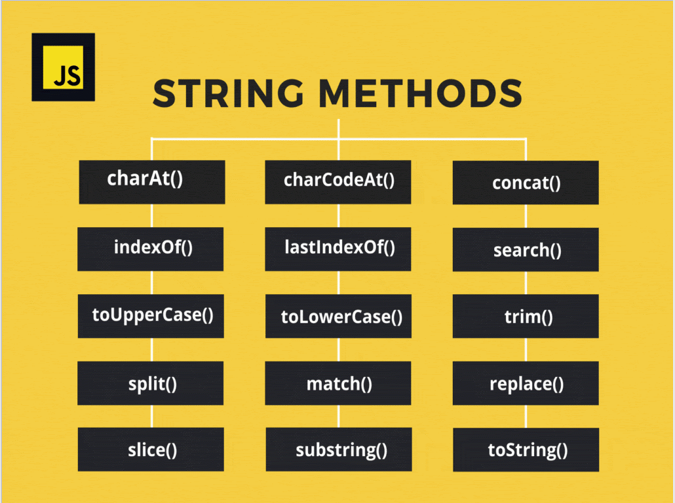 JS
STRING METHODS
charAt()
charCodeAt()
concat()
indexOf()
lastIndexOf()
search()
toUpperCase()
toLowerCase()
trim()
split()
match()
replace()
slice()
substring()
toString()